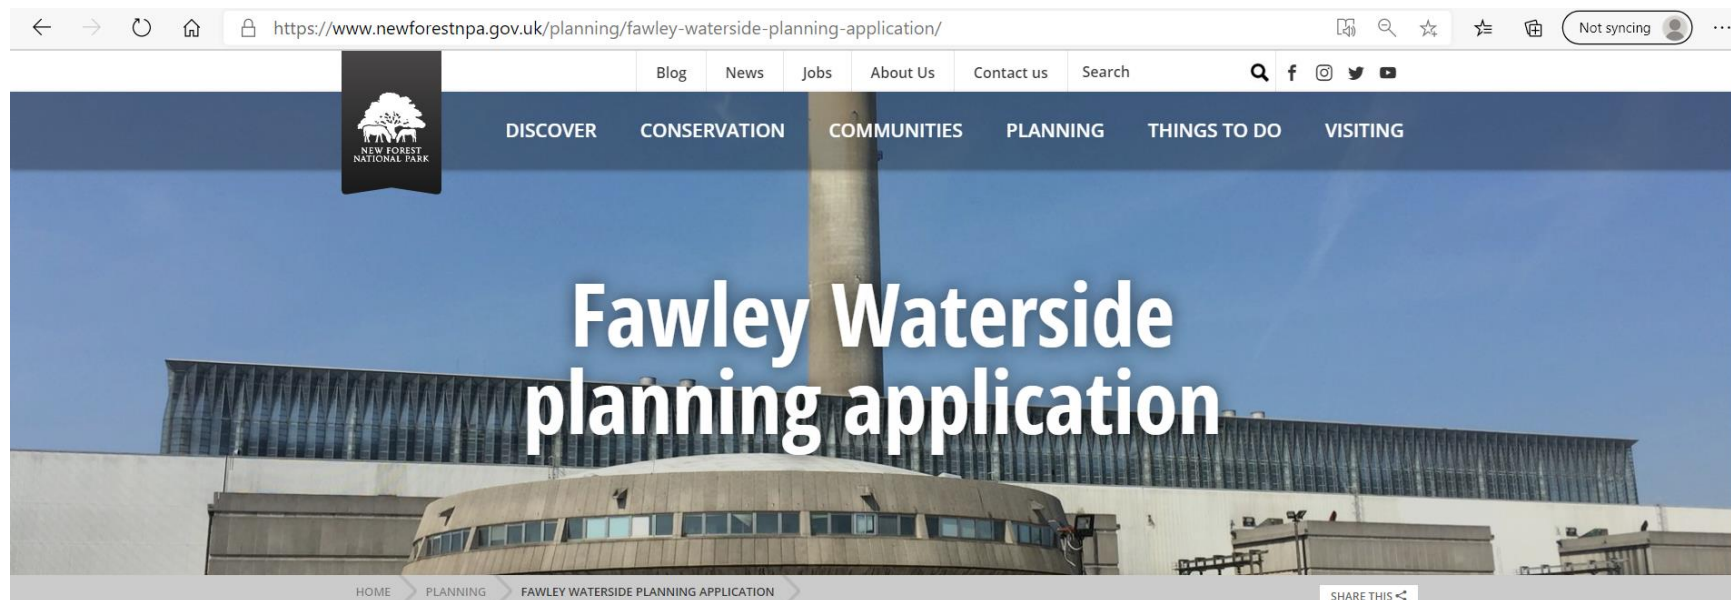 https://www.newforestnpa.gov.uk/planning/fawley-waterside-planning-application/
Not syncing
Blog News Jobs About Us Contact us Search
NEW FOREST
NATIONAL PARK
DISCOVER CONSERVATION COMMUNITIES PLANNING THINGS TO DO VISITING
Fawley Waterside
planning application
HOME PLANNING FAWLEY WATERSIDE PLANNING APPLICATION
SHARE THIS